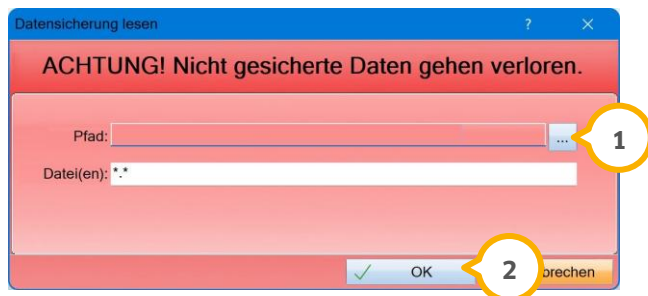 Datensicherung lesen ? ×
ACHTUNG! Nicht gesicherte Daten gehen verloren.
Pfad: ... 1
Datei(en): *.*
OK 2 brechen